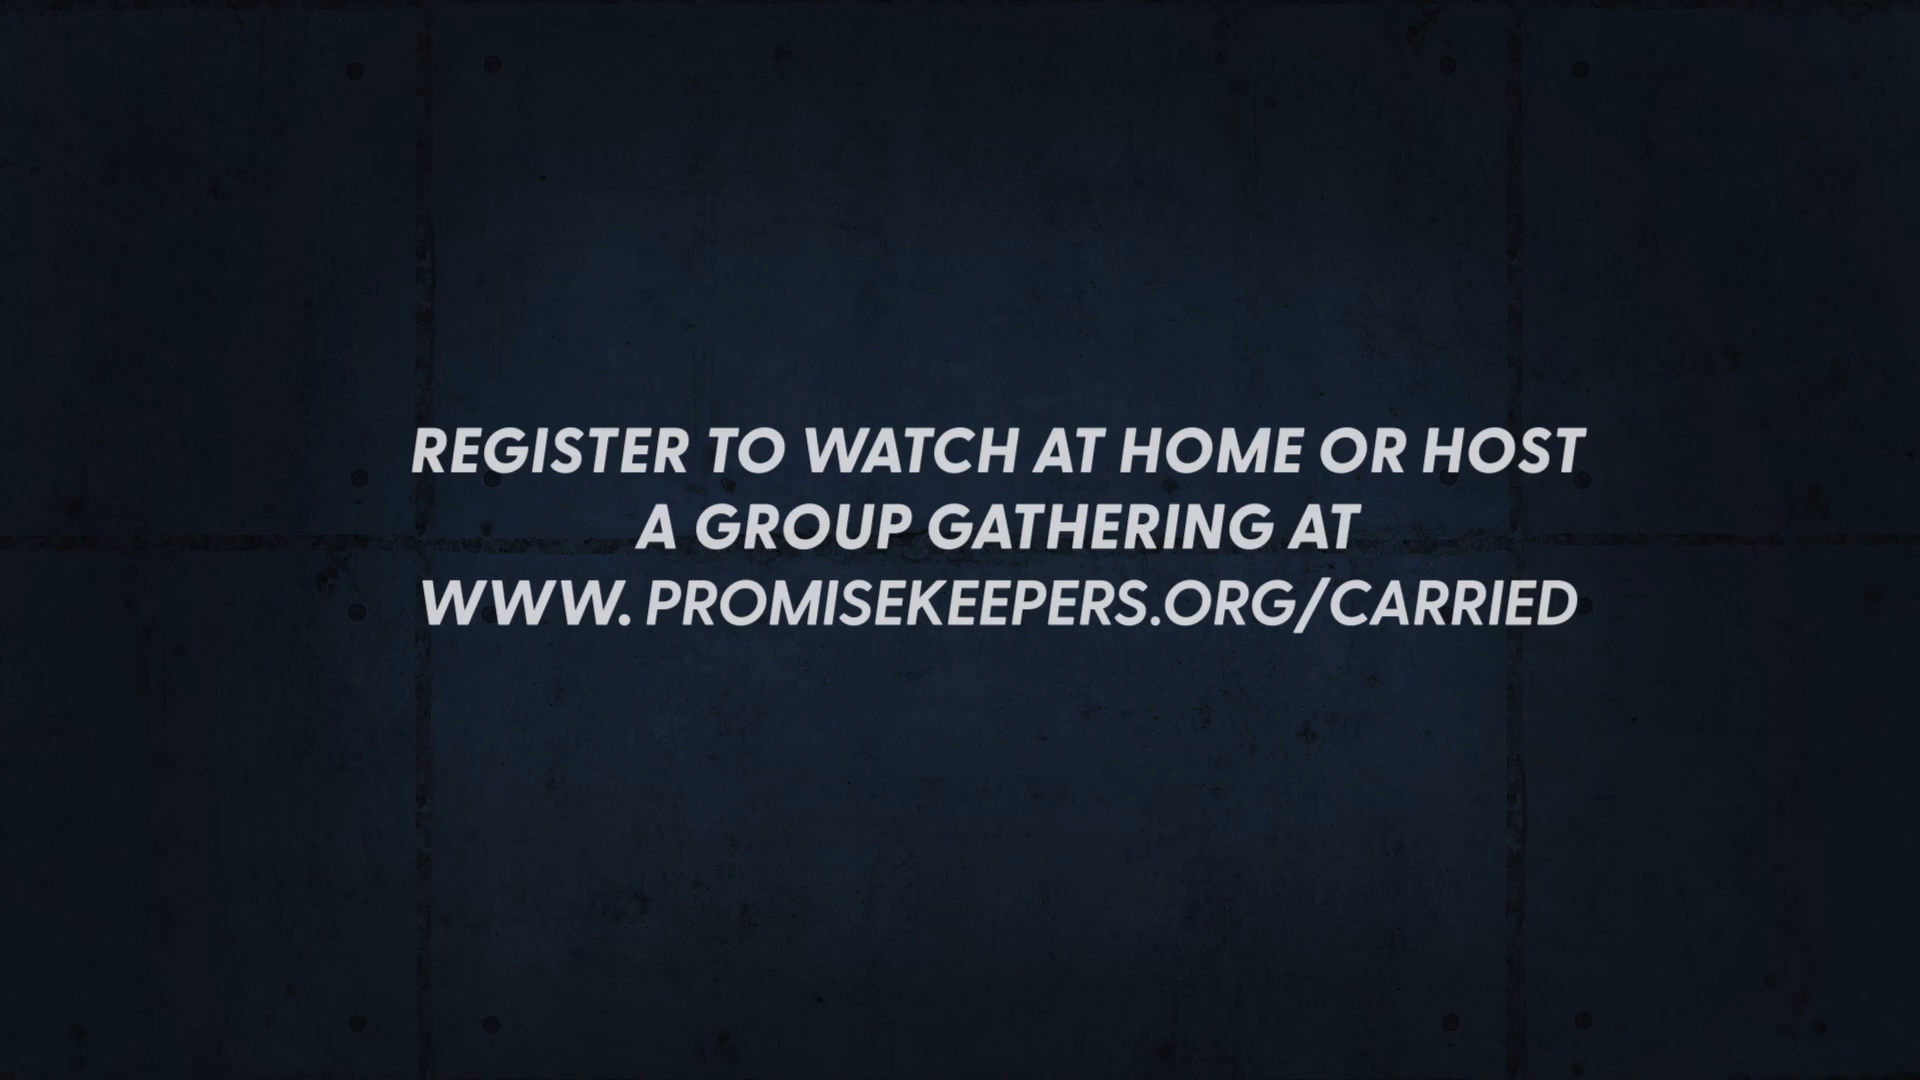 REGISTER TO WATCH AT HOME OR HOST
A GROUP GATHERING AT
WWW. PROMISEKEEPERS.ORG/CARRIED